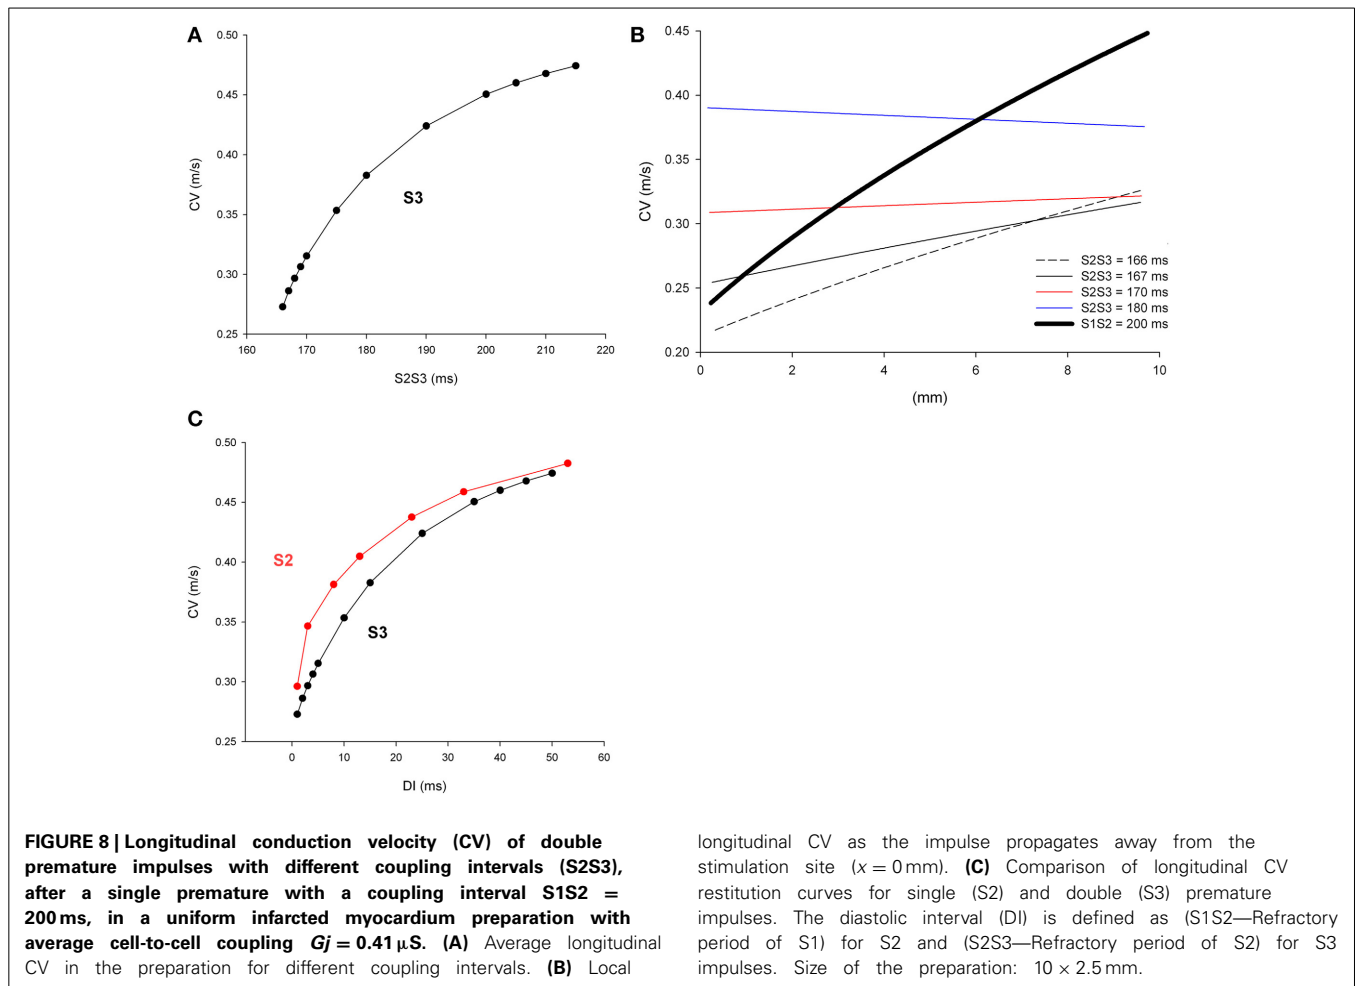 A
0.50
0.45
0.40
0.35
0.30
0.25
CV (m/s)
S3
160 170 180 190 200 210 220
S2S3 (ms)
B
0.45
0.40
0.35
0.30
0.25
0.20
CV (m/s)
S2S3 = 166 ms
S2S3 = 167 ms
S2S3 = 170 ms
S2S3 = 180 ms
S1S2 = 200 ms
0 2 4 6 8 10
(mm)
C
0.50
0.45
0.40
0.35
0.30
0.25
CV (m/s)
S2
S3
0 10 20 30 40 50 60
DI (ms)
FIGURE 8 | Longitudinal conduction velocity (CV) of double
premature impulses with different coupling intervals (S2S3),
after a single premature with a coupling interval S1S2 =
200 ms, in a uniform infarcted myocardium preparation with
average cell-to-cell coupling Gj = 0.41 μS. (A) Average longitudinal
CV in the preparation for different coupling intervals. (B) Local
longitudinal CV as the impulse propagates away from the
stimulation site (x = 0 mm). (C) Comparison of longitudinal CV
restitution curves for single (S2) and double (S3) premature
impulses. The diastolic interval (DI) is defined as (S1S2—Refractory
period of S1) for S2 and (S2S3—Refractory period of S2) for S3
impulses. Size of the preparation: 10 × 2.5 mm.